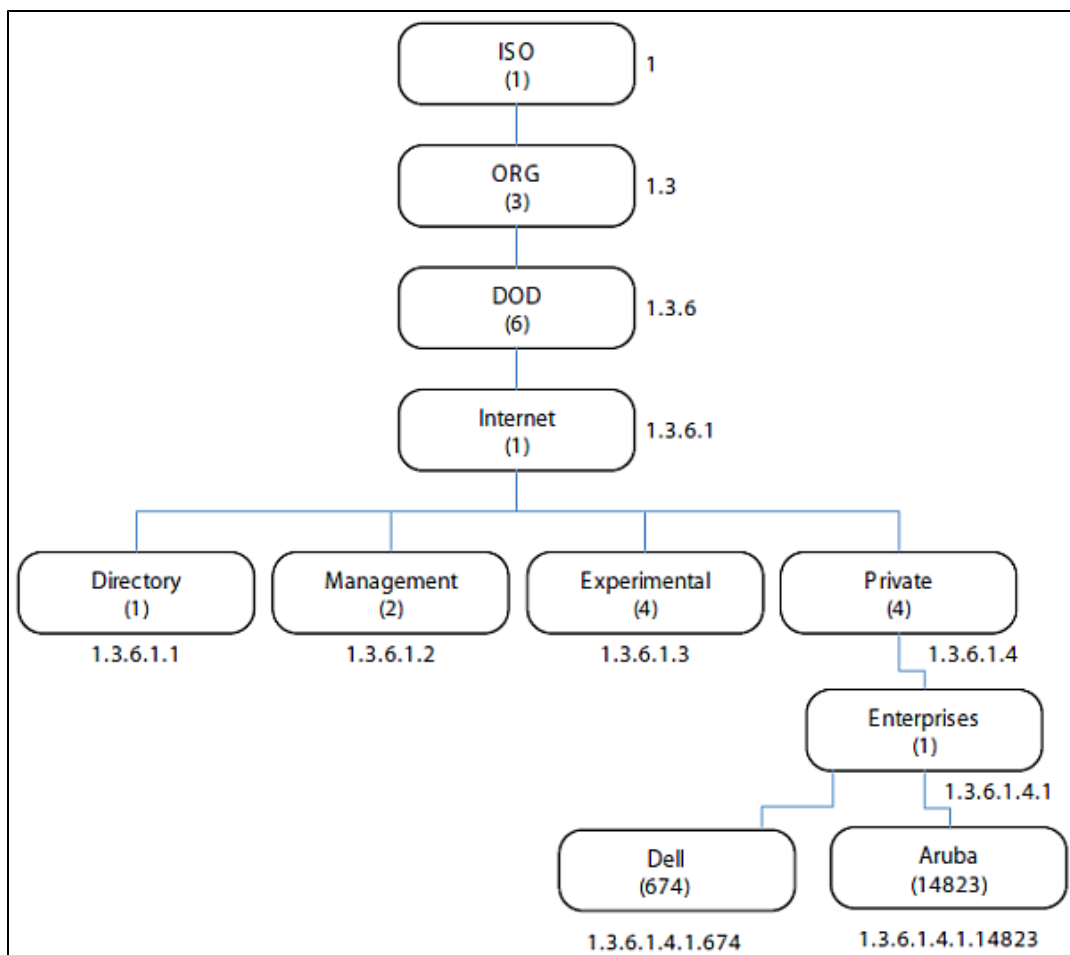 ISO
(1)
1
ORG
(3)
1.3
DOD
(6)
1.3.6
Internet
(1)
1.3.6.1
Directory
(1)
1.3.6.1.1
Management
(2)
1.3.6.1.2
Experimental
(4)
1.3.6.1.3
Private
(4)
1.3.6.1.4
Enterprises
(1)
1.3.6.1.4.1
Dell
(674)
1.3.6.1.4.1.674
Aruba
(14823)
1.3.6.1.4.1.14823